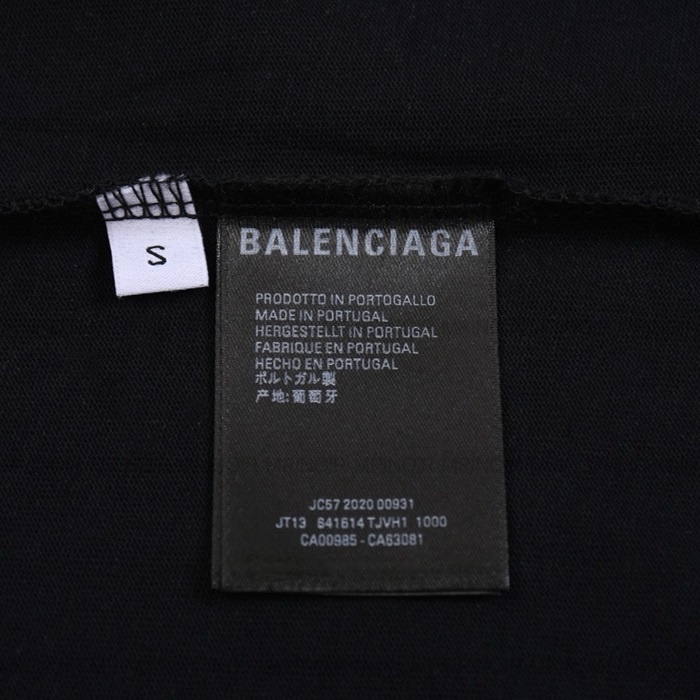 S
BALENCIAGA
PRODOTTO IN PORTOGALLO
MADE IN PORTUGAL
HERGESTELLT IN PORTUGAL
FABRIQUE EN PORTUGAL
HECHO EN PORTUGAL
ポルトガル製
产地:葡萄牙
JC57 2020 00931
JT13 641614 TJVH1 1000
CA00985 - CA63081